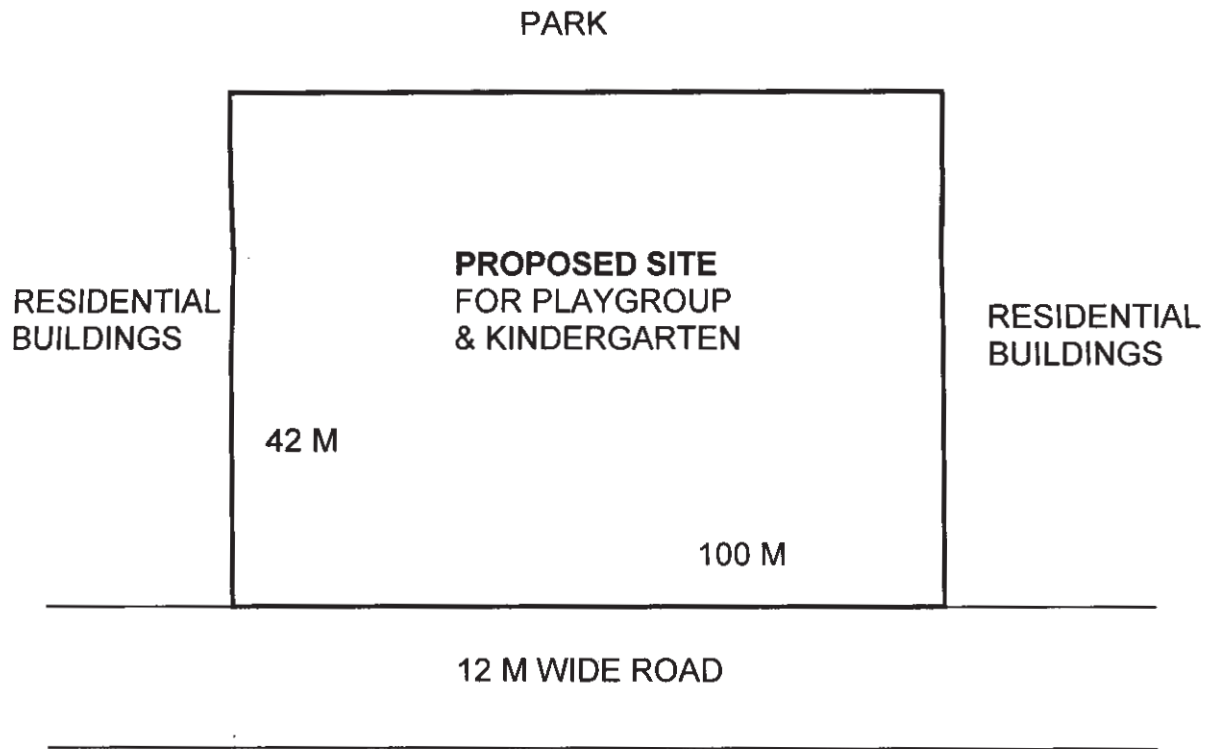 PARK
PROPOSED SITE
FOR PLAYGROUP
& KINDERGARTEN
RESIDENTIAL
BUILDINGS
RESIDENTIAL
BUILDINGS
42 M
100 M
12 M WIDE ROAD